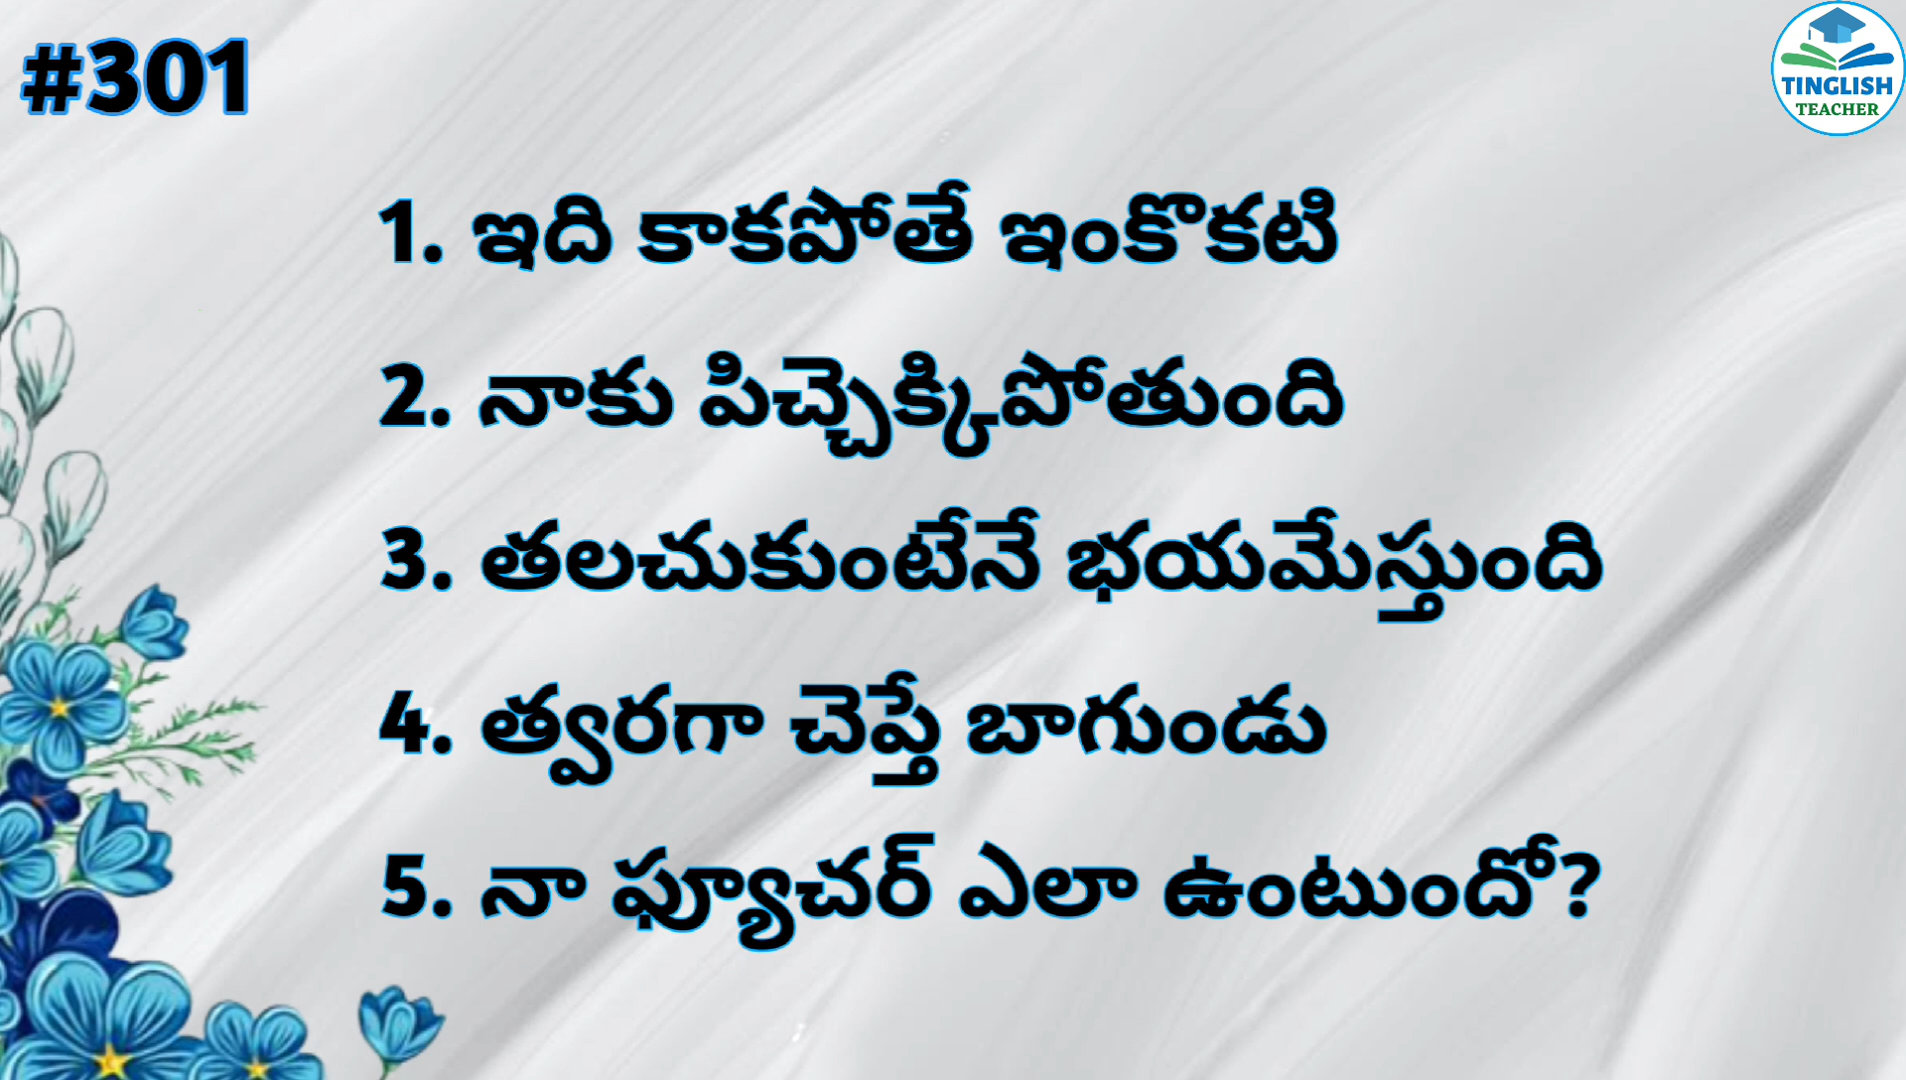 #301
TINGLISH
TEACHER
1. ఇది కాకపోతే ఇంకొకటి
2. నాకు పిచ్చెక్కిపోతుంది
3. తలచుకుంటేనే భయమేస్తుంది
4. త్వరగా చెప్తే బాగుండు
5. నా ఫ్యూచర్ ఎలా ఉంటుందో?